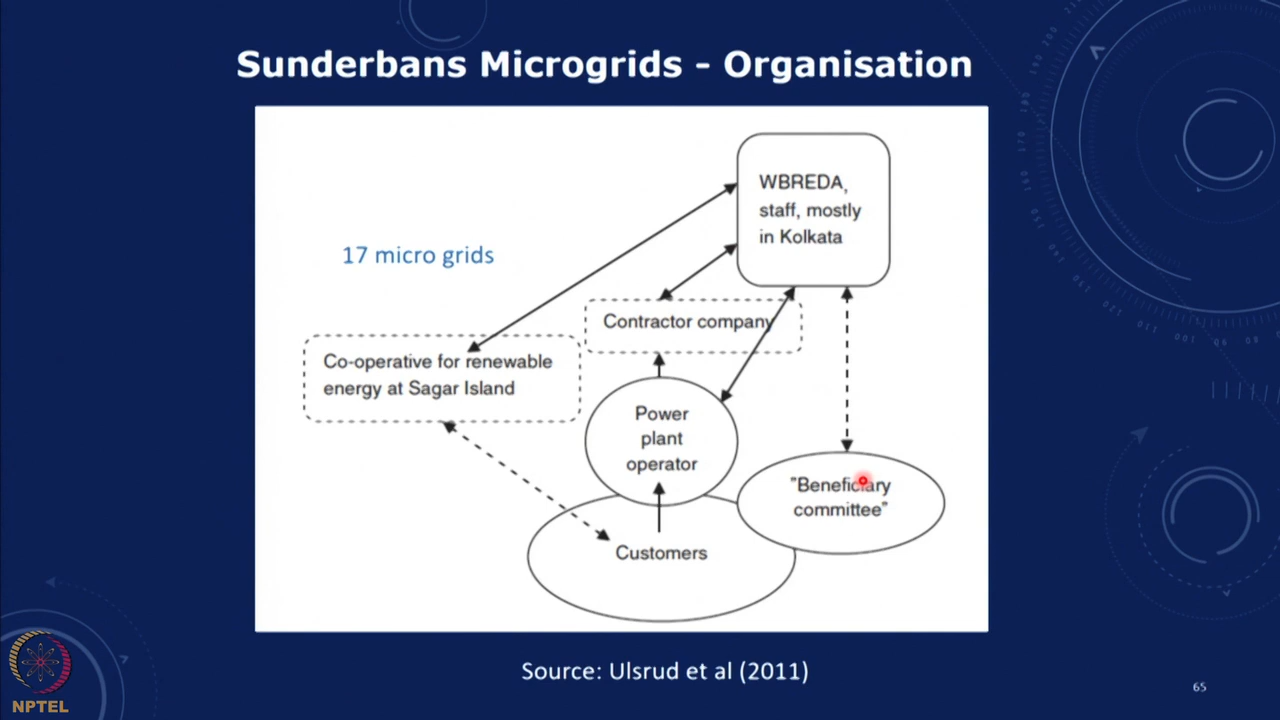 Sunderbans Microgrids - Organisation
WBREDA,
staff, mostly
in Kolkata
17 micro grids
Contractor company
Co-operative for renewable
energy at Sagar Island
Power
plant
operator
"Beneficiary
committee"
Customers
Source: Ulsrud et al (2011)
65
NPTEL